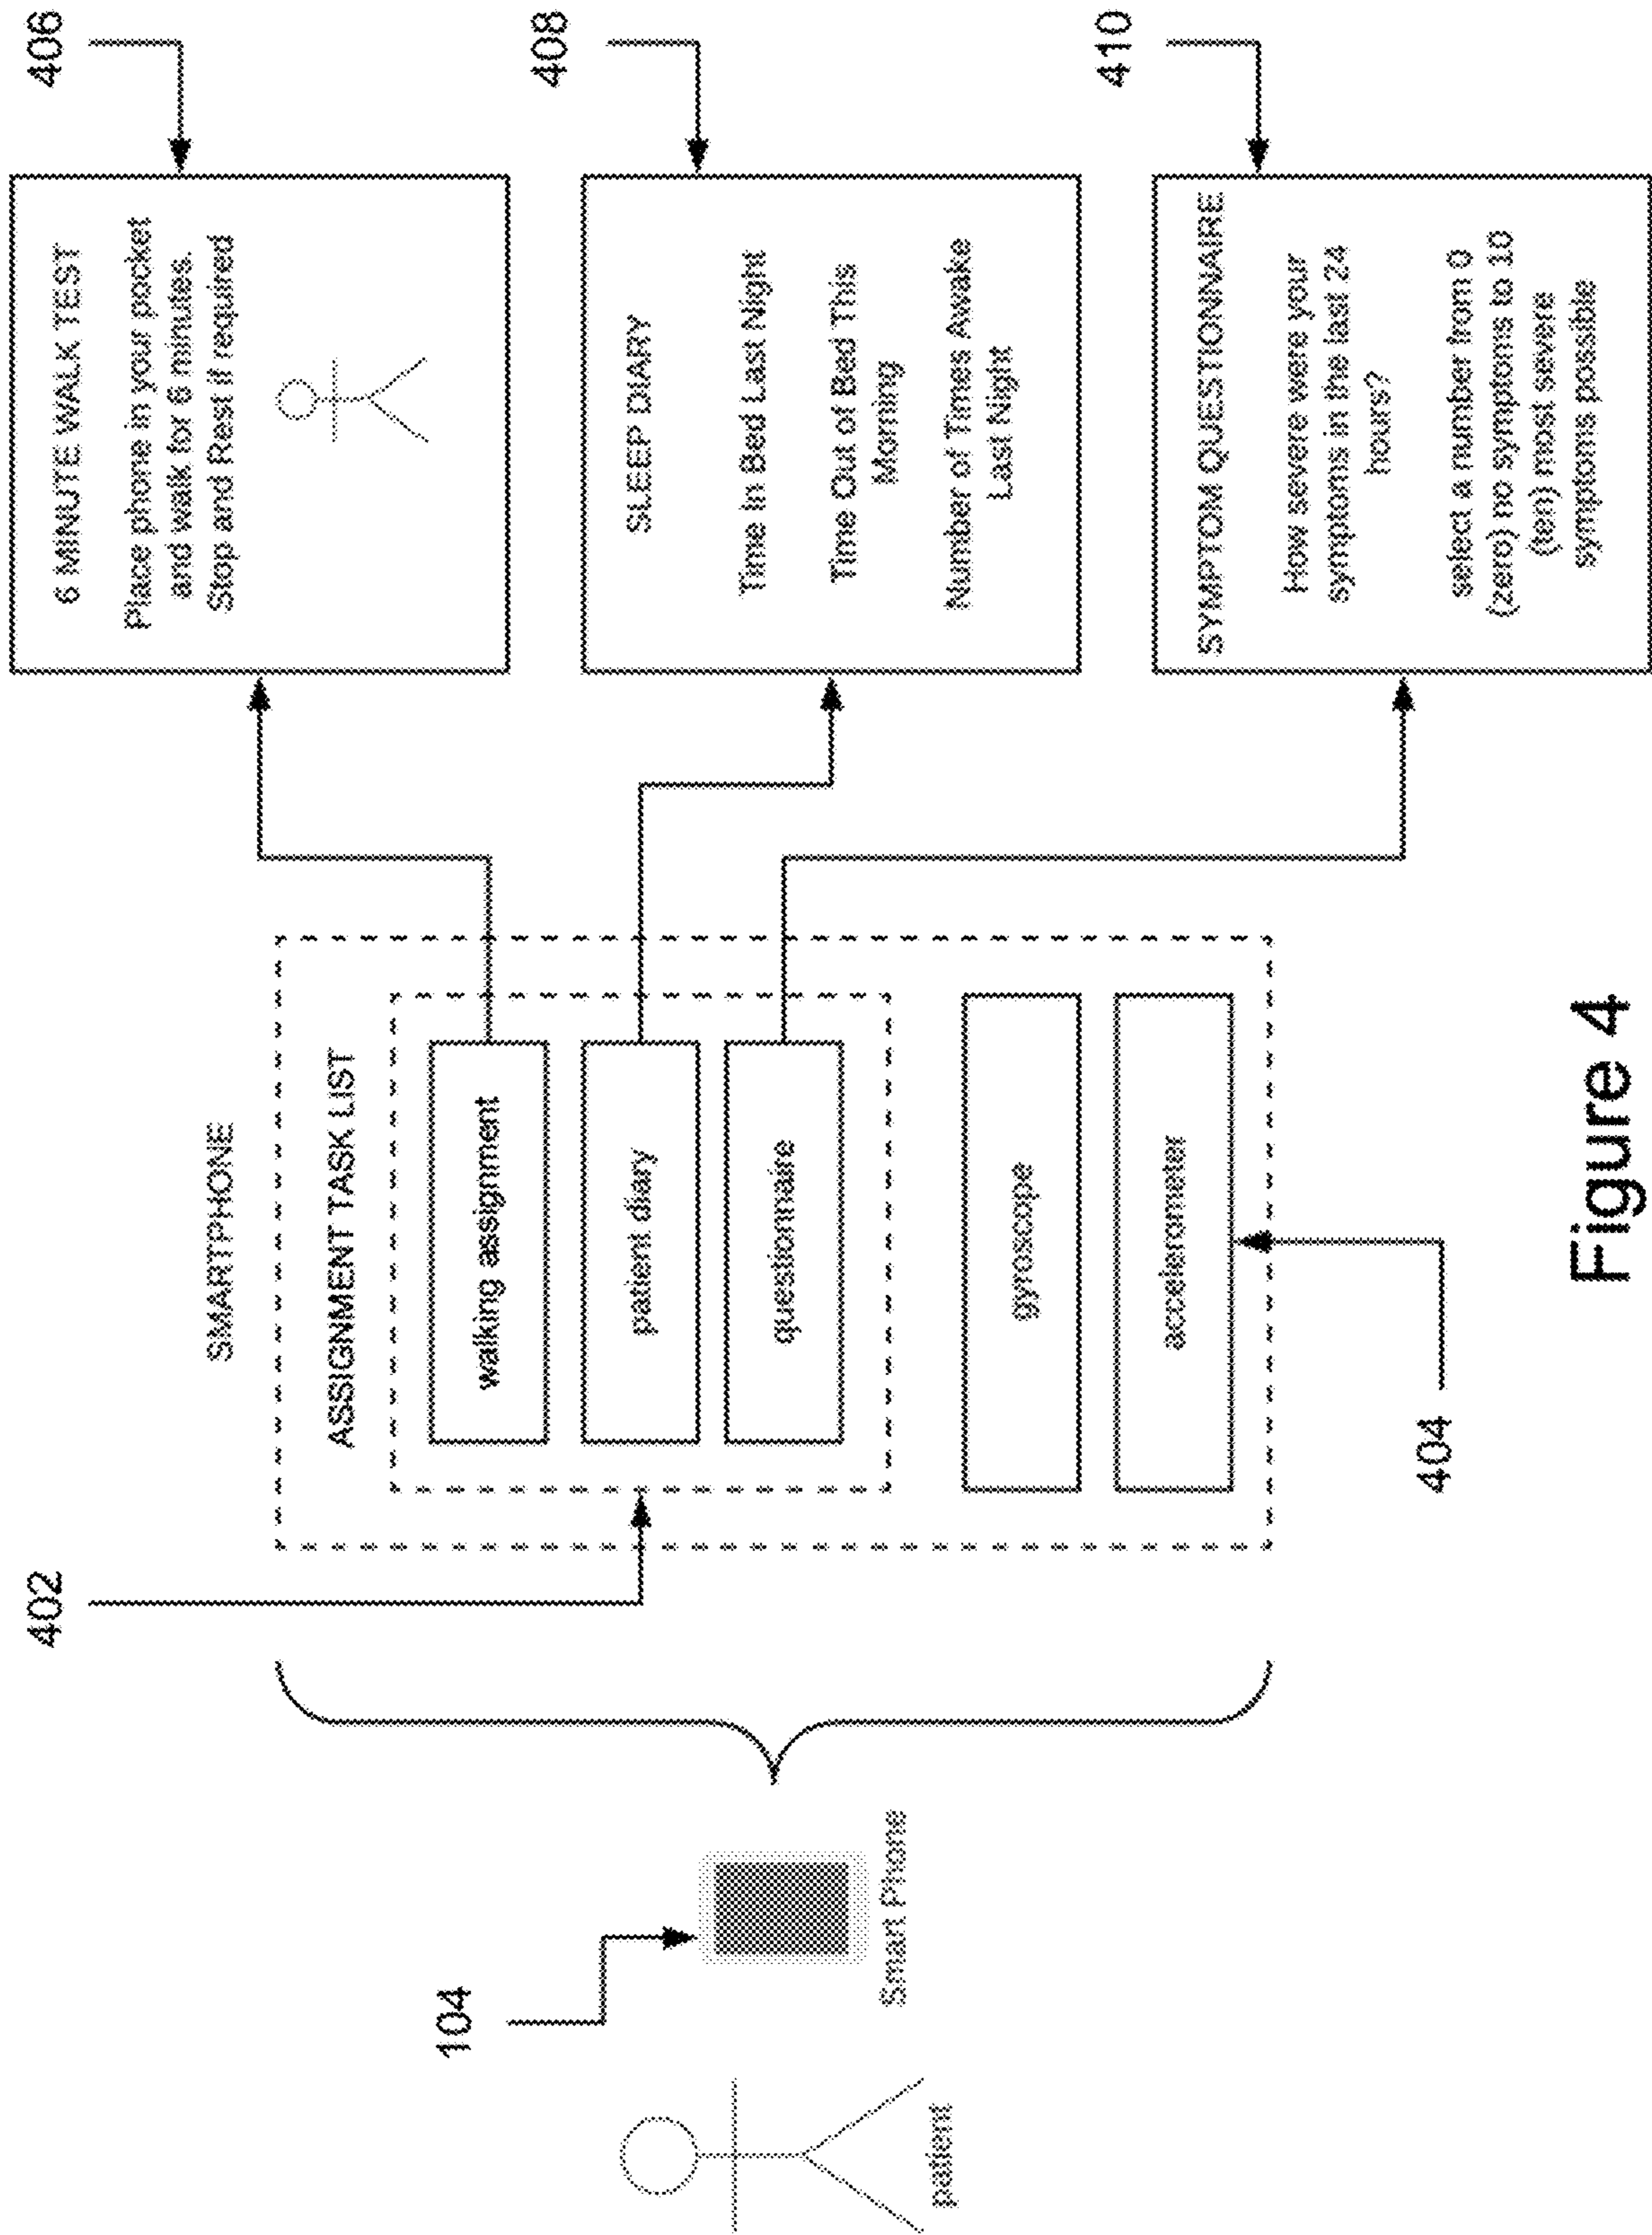 402
406
SMARTPHONE
6 MINUTE WALK TEST
Place phone in your pocket
and walk for 6 minutes.
Stop and Rest if required
ASSIGNMENT TASK LIST
walking assignment
patient diary
questionnaire
gyroscope
accelerometer
404
104
Smart Phone
patient
408
SLEEP DIARY
Time In Bed Last Night
Time Out of Bed This
Morning
Number of Times Awake
Last Night
410
SYMPTOM QUESTIONNAIRE
How severe were your
symptoms in the last 24
hours?
select a number from 0
(zero) no symptoms to 10
(ten) most severe
symptoms possible
Figure 4